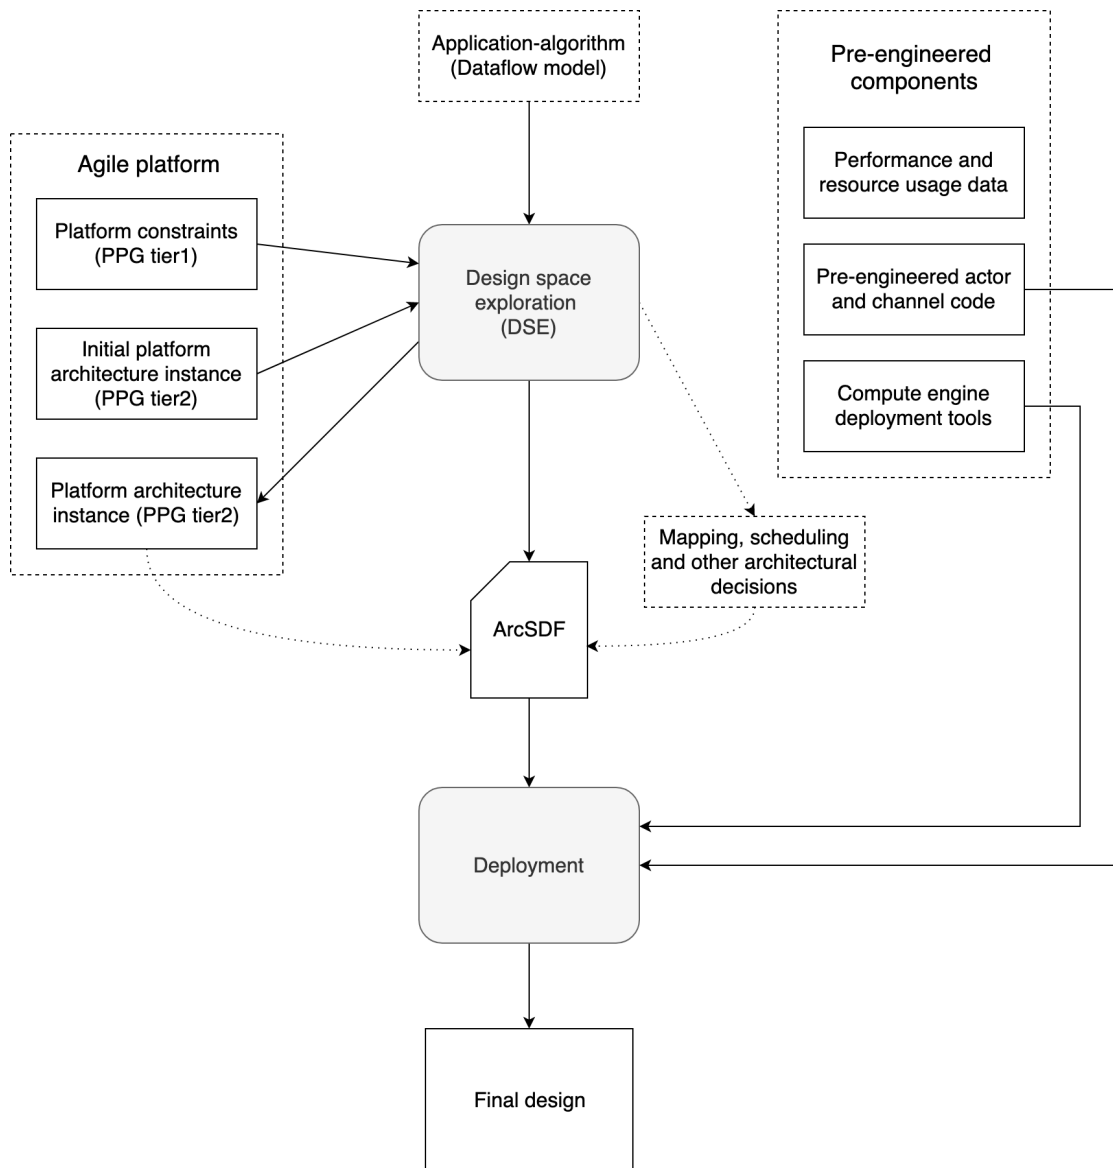 Application-algorithm
(Dataflow model)
Pre-engineered
components
Performance and
resource usage data
Pre-engineered actor
and channel code
Compute engine
deployment tools
Agile platform
Platform constraints
(PPG tier1)
Initial platform
architecture instance
(PPG tier2)
Platform architecture
instance (PPG tier2)
Design space
exploration
(DSE)
Mapping, scheduling
and other architectural
decisions
ArcSDF
Deployment
Final design